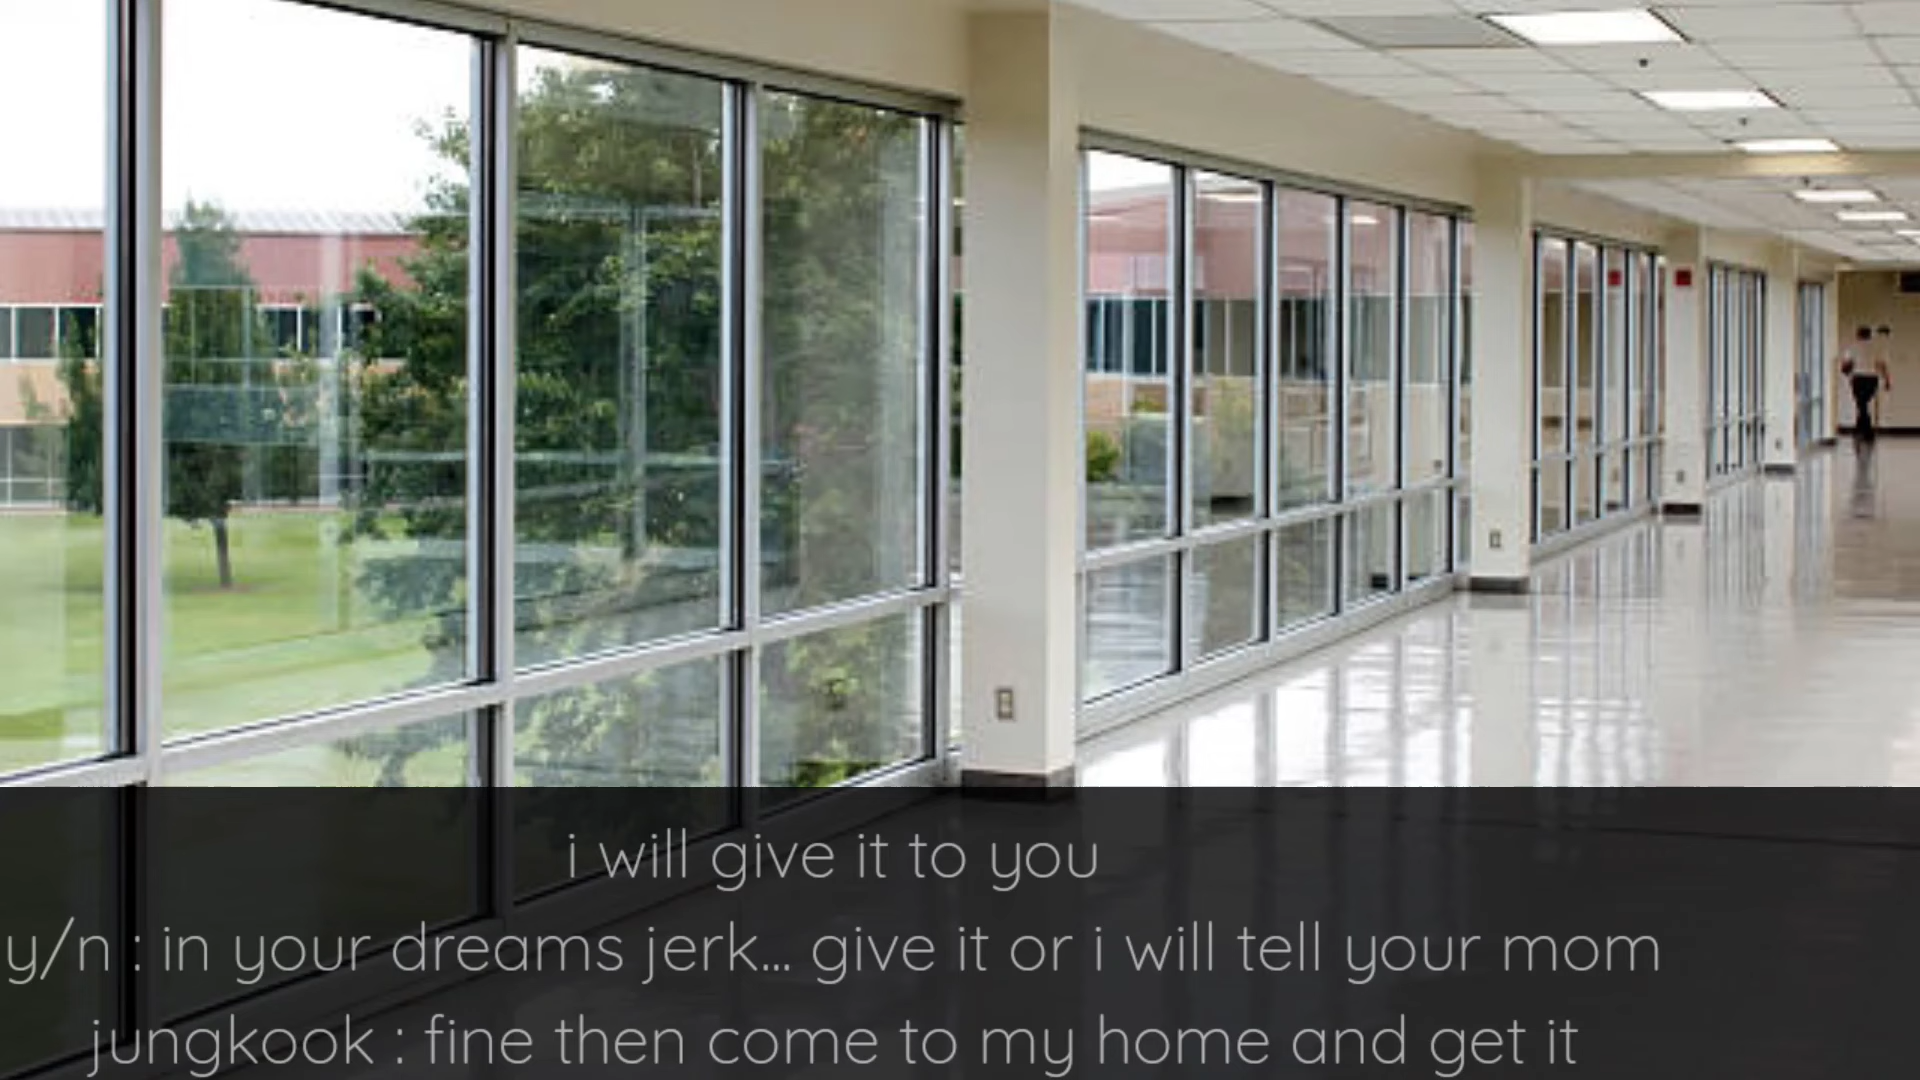 i will give it to you
y/n : in your dreams jerk... give it or i will tell your mom
jungkook : fine then come to my home and get it